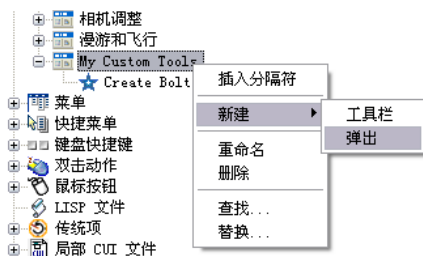 相机调整
漫游和飞行
My Custom Tools
Create Bolt
菜单
快捷菜单
键盘快捷键
双击动作
鼠标按钮
LISP 文件
传统项
局部 CUI 文件
插入分隔符
新建
重命名
删除
查找...
替换...
工具栏
弹出